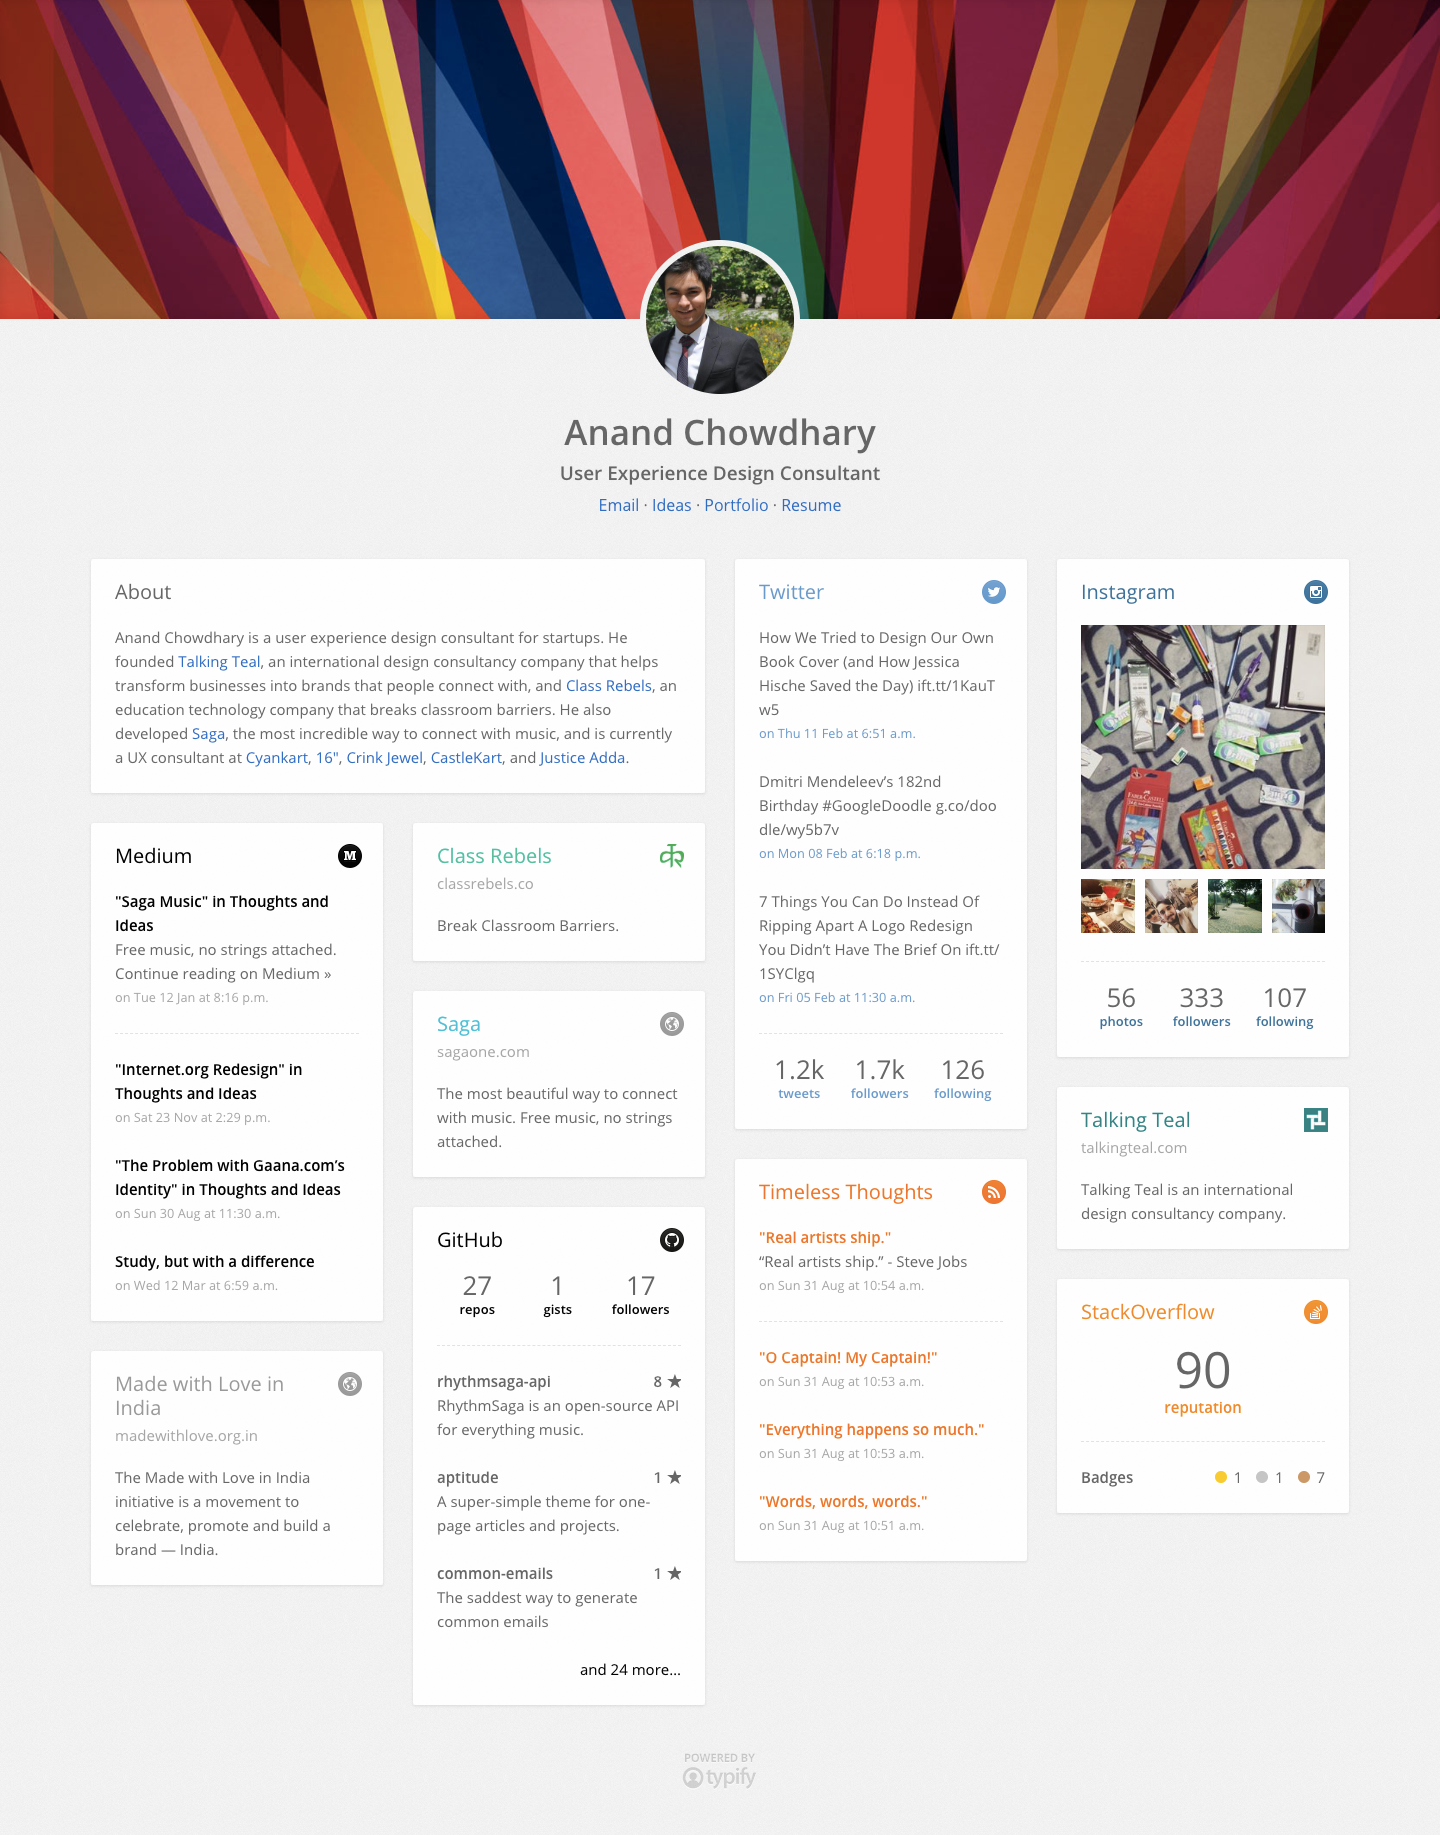 Anand Chowdhary
User Experience Design Consultant
Email · Ideas · Portfolio · Resume
About
Anand Chowdhary is a user experience design consultant for startups. He
founded Talking Teal, an international design consultancy company that helps
transform businesses into brands that people connect with, and Class Rebels, an
education technology company that breaks classroom barriers. He also
developed Saga, the most incredible way to connect with music, and is currently
a UX consultant at Cyankart, 16", Crink Jewel, CastleKart, and Justice Adda.
Medium
M
"Saga Music" in Thoughts and
Ideas
Free music, no strings attached.
Continue reading on Medium »
on Tue 12 Jan at 8:16 p.m.
"Internet.org Redesign" in
Thoughts and Ideas
on Sat 23 Nov at 2:29 p.m.
"The Problem with Gaana.com’s
Identity" in Thoughts and Ideas
on Sun 30 Aug at 11:30 a.m.
Study, but with a difference
on Wed 12 Mar at 6:59 a.m.
Made with Love in
India
madewithlove.org.in
The Made with Love in India
initiative is a movement to
celebrate, promote and build a
brand — India.
Class Rebels
classrebels.co
Break Classroom Barriers.
Saga
sagaone.com
The most beautiful way to connect
with music. Free music, no strings
attached.
GitHub
27 1 17
repos gists followers
rhythmsaga-api 8 ★
RhythmSaga is an open-source API
for everything music.
aptitude 1 ★
A super-simple theme for one-
page articles and projects.
common-emails 1 ★
The saddest way to generate
common emails
and 24 more...
Twitter
How We Tried to Design Our Own
Book Cover (and How Jessica
Hische Saved the Day) ift.tt/1KauT
w5
on Thu 11 Feb at 6:51 a.m.
Dmitri Mendeleev’s 182nd
Birthday #GoogleDoodle g.co/doo
dle/wy5b7v
on Mon 08 Feb at 6:18 p.m.
7 Things You Can Do Instead Of
Ripping Apart A Logo Redesign
You Didn’t Have The Brief On ift.tt/
1SYClgq
on Fri 05 Feb at 11:30 a.m.
1.2k 1.7k 126
tweets followers following
Timeless Thoughts
"Real artists ship."
“Real artists ship.” - Steve Jobs
on Sun 31 Aug at 10:54 a.m.
"O Captain! My Captain!"
on Sun 31 Aug at 10:53 a.m.
"Everything happens so much."
on Sun 31 Aug at 10:53 a.m.
"Words, words, words."
on Sun 31 Aug at 10:51 a.m.
Instagram
FABER-CASTELL
56 333 107
photos followers following
Talking Teal
talkingteal.com
Talking Teal is an international
design consultancy company.
StackOverflow
90
reputation
Badges 1 1 7
POWERED BY
typify